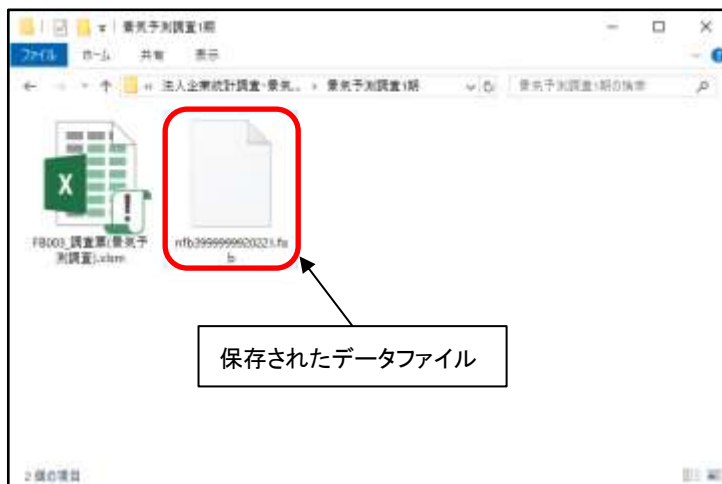 景気予測調査1期
ファイル ホーム 共有 表示
« 法人企業統計調査・景気... › 景気予測調査1期
景気予測調査1期の検索
FB003_調査票(景気予
測調査).xlsm
nfb3999999920221.fs
b
保存されたデータファイル
2 個の項目